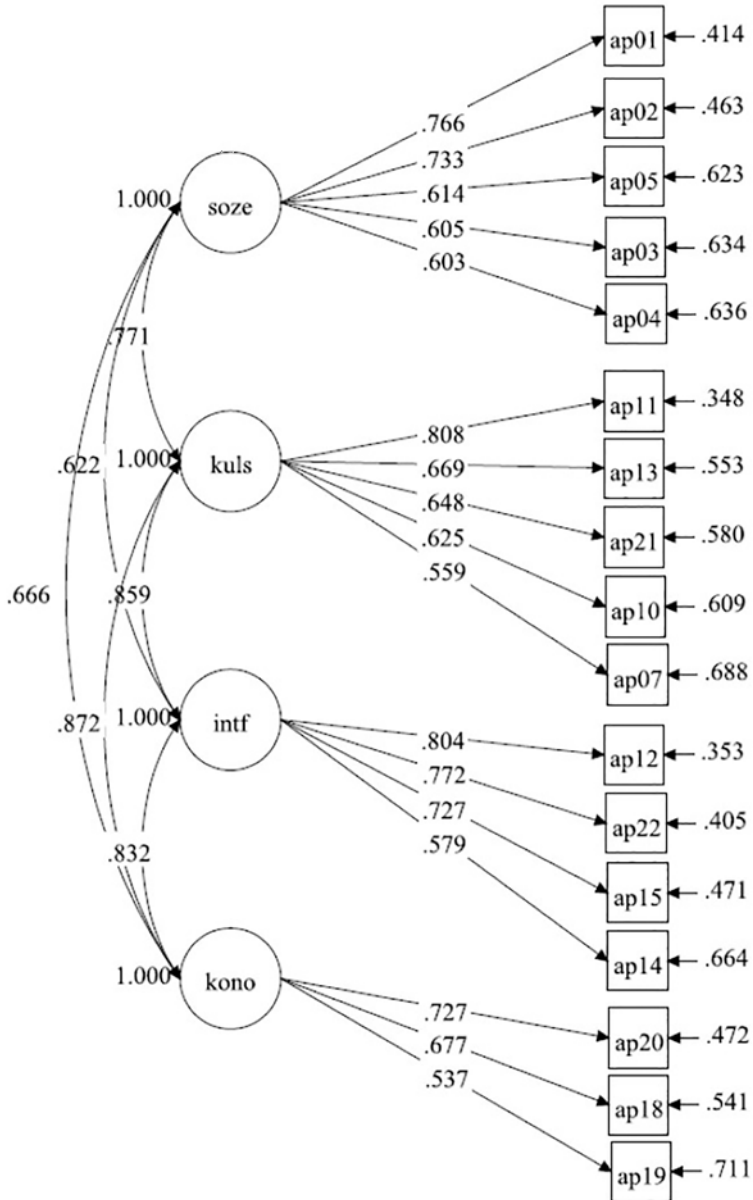 ap01 .414
.766
ap02 .463
.733
ap05 .623
1.000 soze
.614
.605
ap03 .634
.603
ap04 .636
.771
ap11 .348
.808
1.000 kuls
.622
.669
ap13 .553
.648
ap21 .580
.625
.559
ap10 .609
.666
.859
ap07 .688
1.000 intf
.872
.804
ap12 .353
.772
.727
ap22 .405
.579
.832
ap15 .471
ap14 .664
1.000 kono
.727
ap20 .472
.677
.537
ap18 .541
ap19 .711